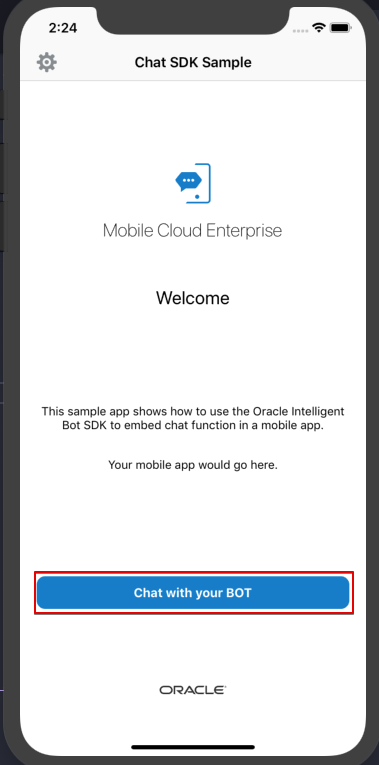 2:24
Chat SDK Sample
Mobile Cloud Enterprise
Welcome
This sample app shows how to use the Oracle Intelligent
Bot SDK to embed chat function in a mobile app.
Your mobile app would go here.
Chat with your BOT
ORACLE